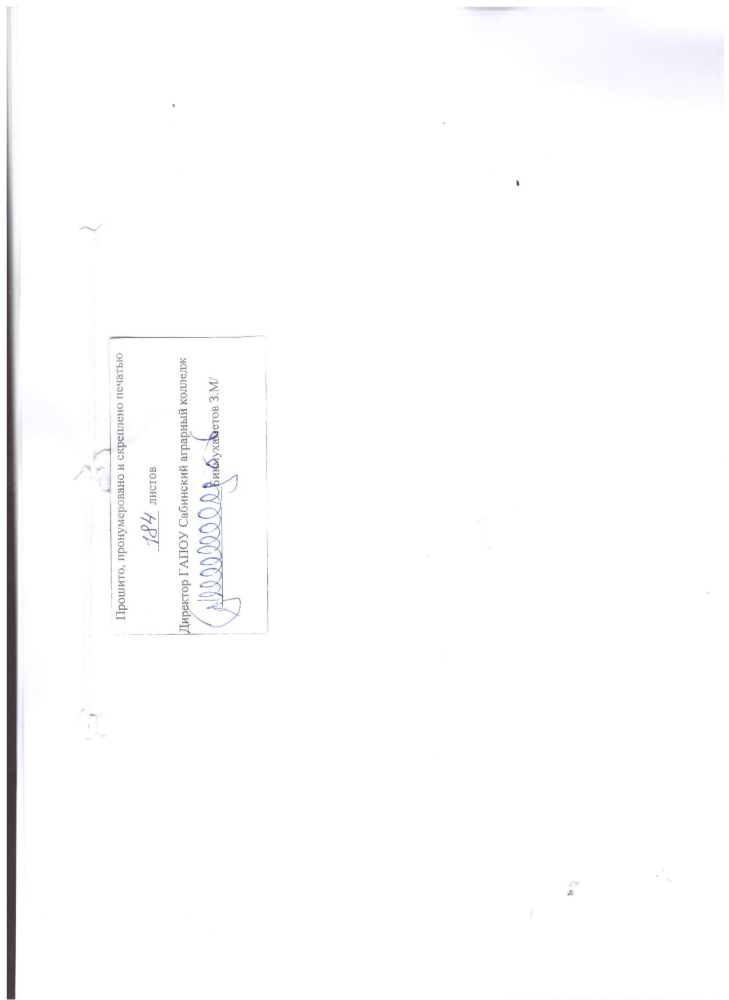 Прошито, пронумеровано и скреплено печатью
184 листов
Директор ГАПОУ Сабинский аграрный колледж
Бикмухаметов З.М/